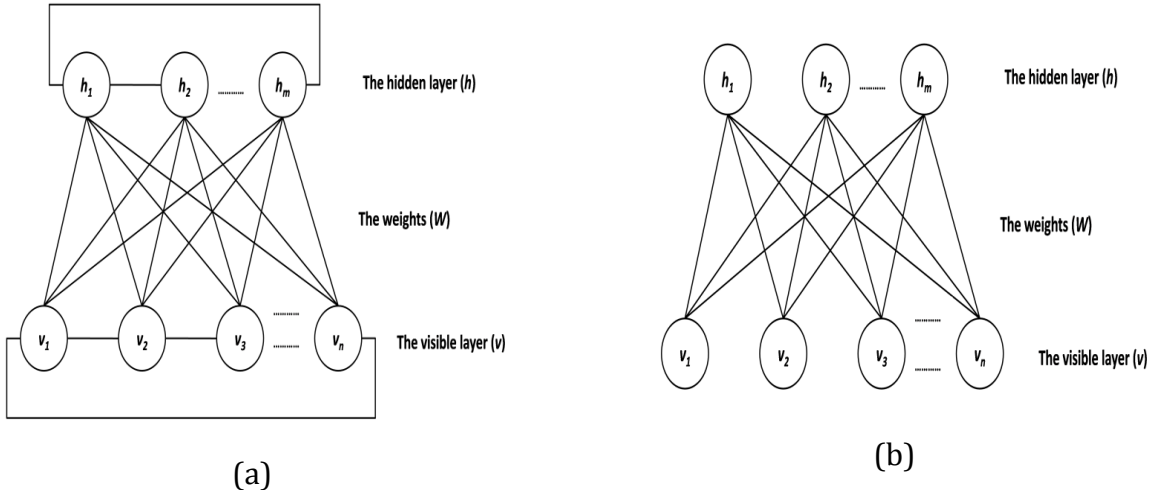 h1 h2 ............ hm The hidden layer (h)
The weights (W)
v1 v2 v3 ............ ............ vn The visible layer (v)
(a)
h1 h2 ............ hm The hidden layer (h)
The weights (W)
v1 v2 v3 ............ ............ vn The visible layer (v)
(b)